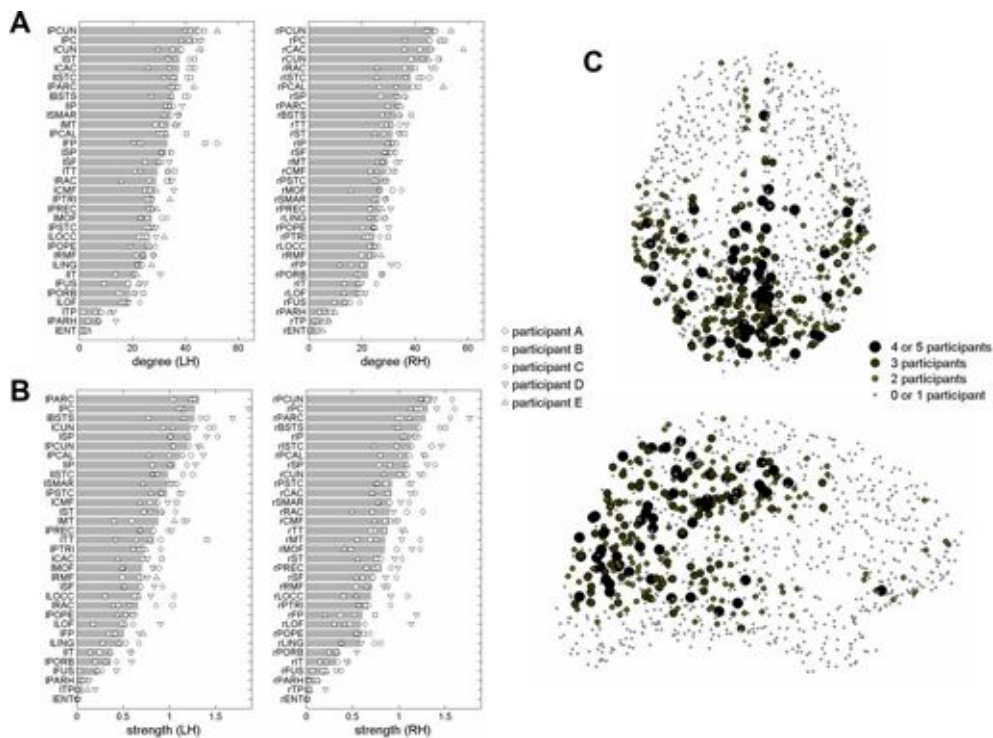 A
lPCUN
lPC
lCUN
lST
lCAC
lISTC
lPARC
lBSTS
lIP
lSMAR
lMT
lPCAL
lFP
lSP
lSF
lTT
lRAC
lCMF
lPTRI
lPREC
lMOF
lPSTC
lLOCC
lPOPE
lRMF
lLING
lIT
lFUS
lPORB
lLOF
lTP
lPARH
lENT
0 20 40 60
degree (LH)
rPCUN
rPC
rCAC
rCUN
rRAC
rISTC
rPCAL
rSP
rPARC
rBSTS
rTT
rST
rIP
rSF
rMT
rCMF
rPSTC
rMOF
rSMAR
rPREC
rLING
rPOPE
rPTRI
rLOCC
rRMF
rFP
rPORB
rIT
rLOF
rFUS
rPARH
rTP
rENT
0 20 40 60
degree (RH)
participant A
participant B
participant C
participant D
participant E
B
lPARC
lPC
lBSTS
lCUN
lSP
lPCUN
lPCAL
lIP
lISTC
lSMAR
lPSTC
lCMF
lST
lMT
lPREC
lTT
lPTRI
lCAC
lMOF
lRMF
lSF
lLOCC
lRAC
lPOPE
lLOF
lFP
lLING
lIT
lPORB
lFUS
lPARH
lTP
lENT
0 0.5 1 1.5
strength (LH)
rPCUN
rPC
rPARC
rBSTS
rIP
rISTC
rPCAL
rSP
rCUN
rPSTC
rCAC
rSMAR
rRAC
rCMF
rTT
rMT
rMOF
rST
rPREC
rSF
rRMF
rLOCC
rPTRI
rFP
rLOF
rPOPE
rLING
rPORB
rIT
rFUS
rPARH
rTP
rENT
0 0.5 1 1.5
strength (RH)
C
4 or 5 participants
3 participants
2 participants
0 or 1 participant